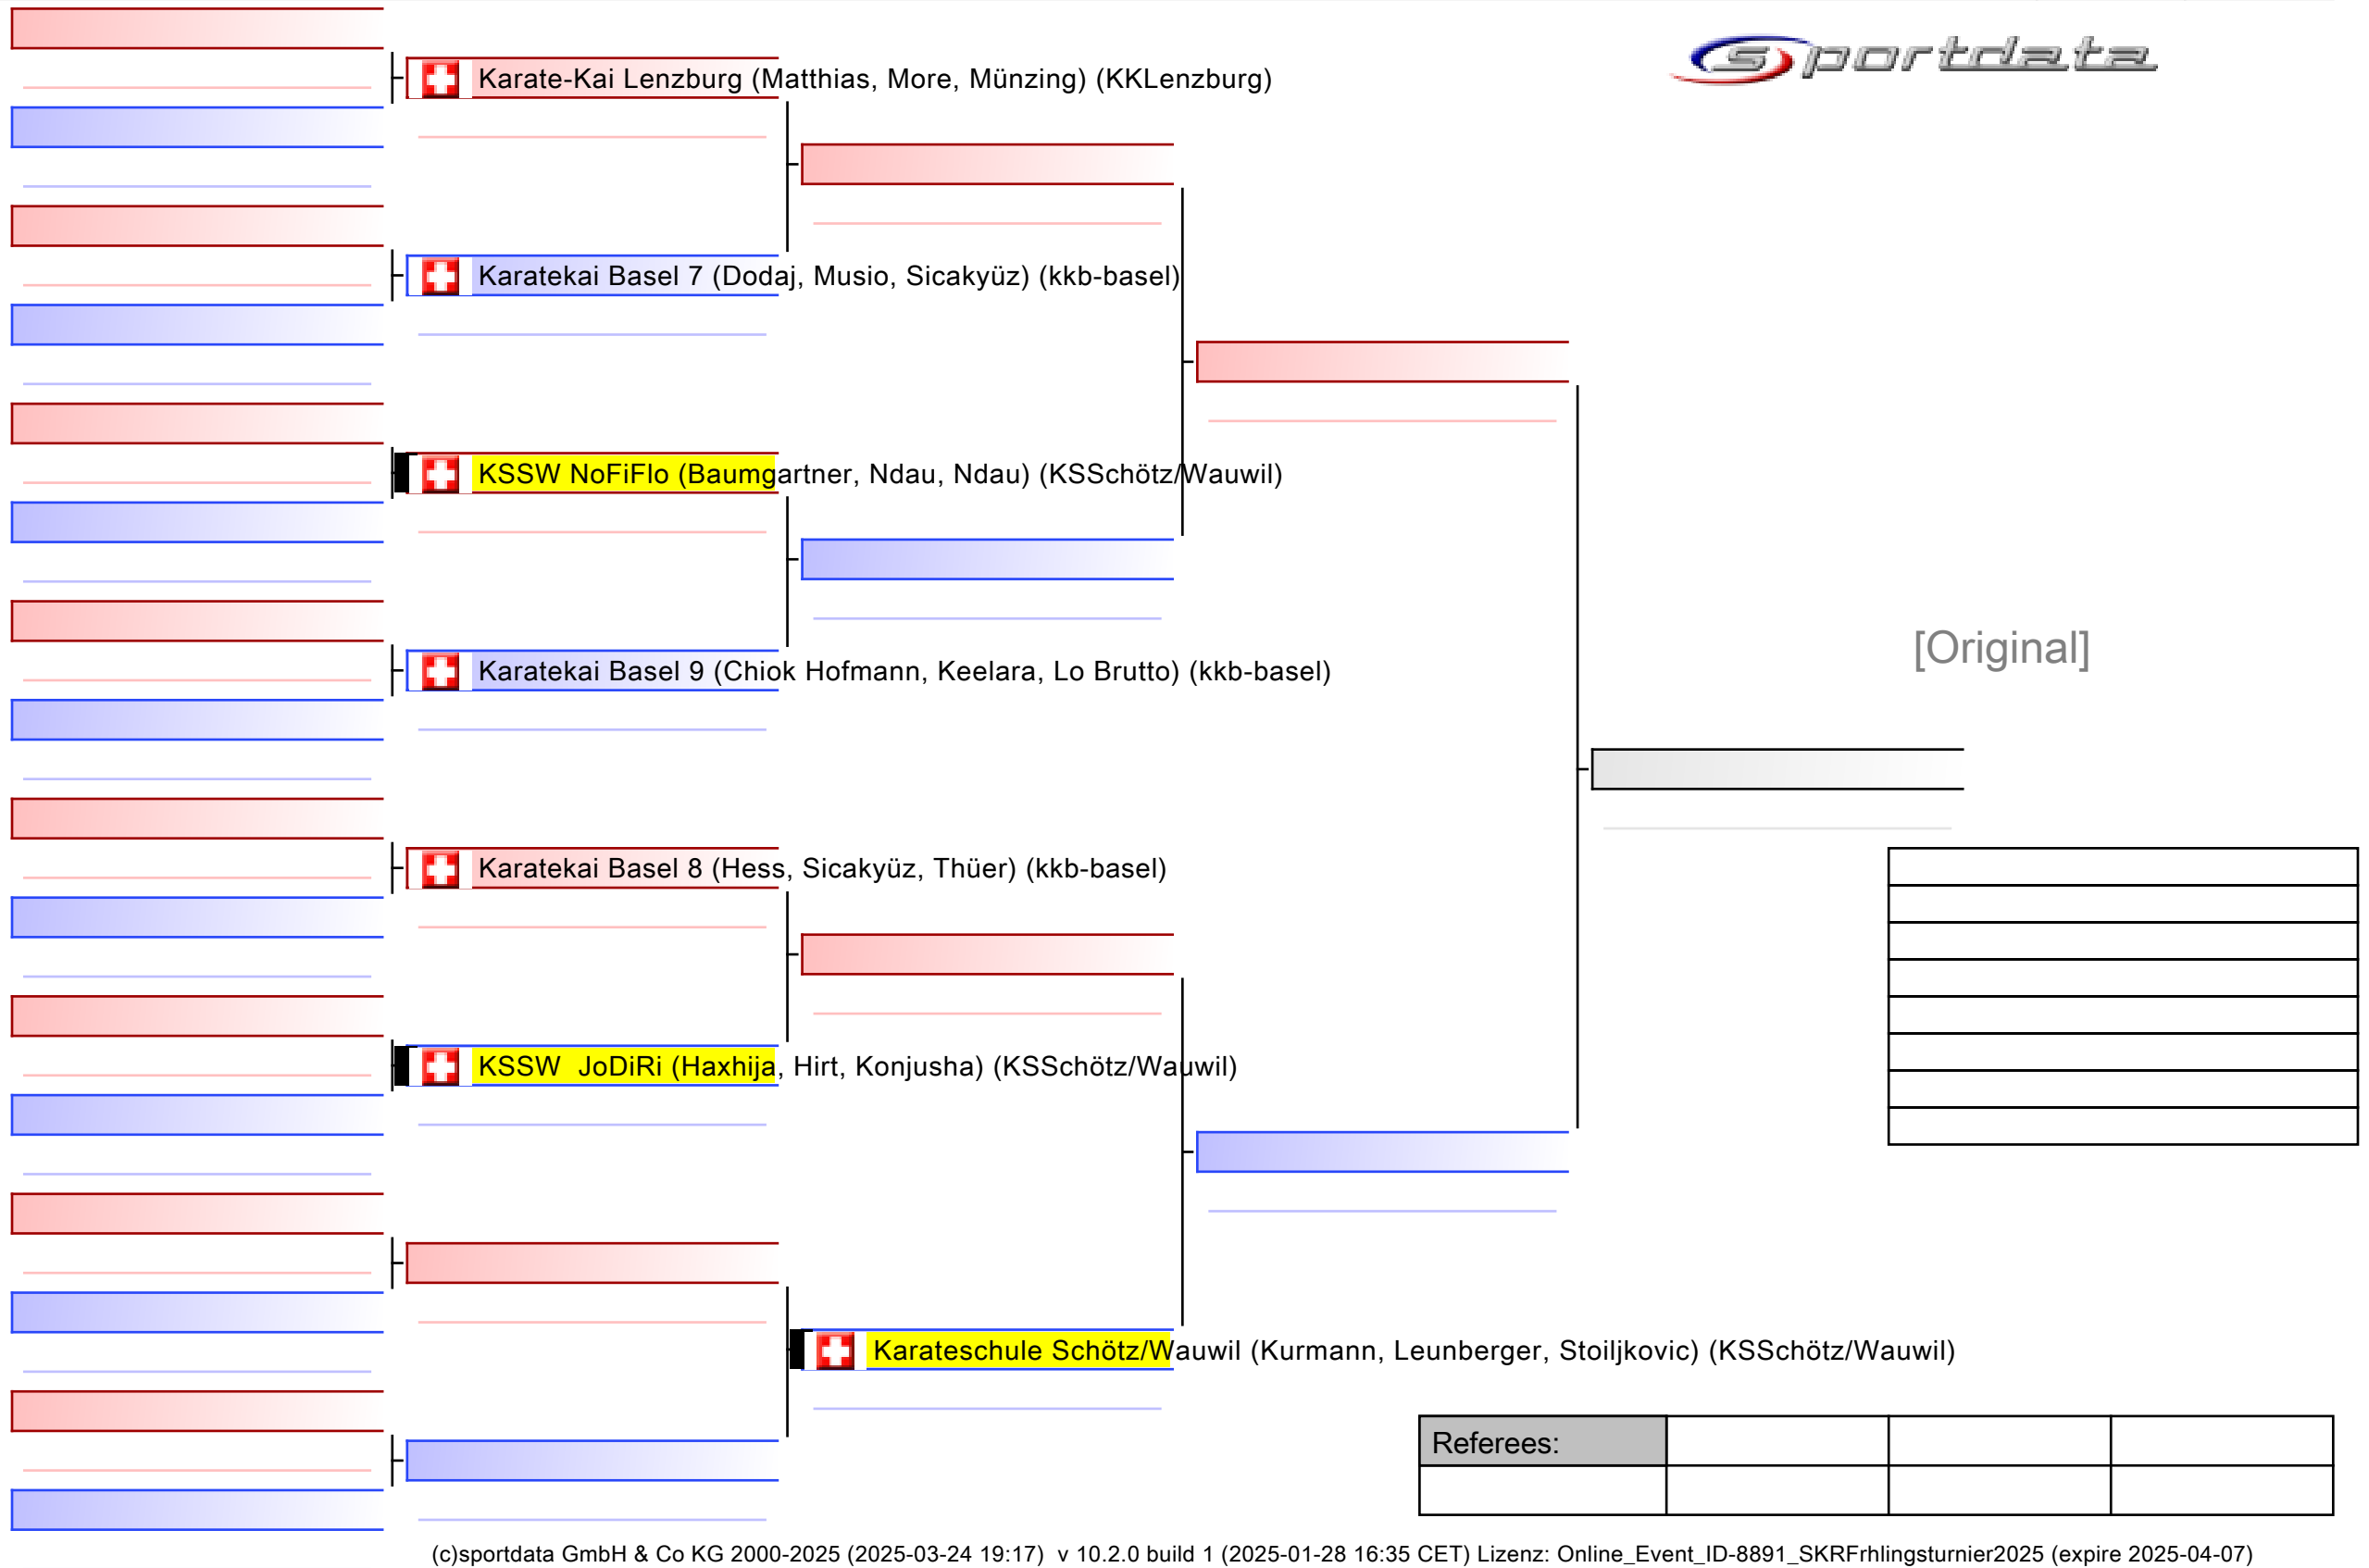 sportdata
Karate-Kai Lenzburg (Matthias, More, Münzing) (KKLenzburg)
Karatekai Basel 7 (Dodaj, Musio, Sicakyüz) (kkb-basel)
KSSW NoFiFlo (Baumgartner, Ndau, Ndau) (KSSchötz/Wauwil)
[Original]
Karatekai Basel 9 (Chiok Hofmann, Keelara, Lo Brutto) (kkb-basel)
Karatekai Basel 8 (Hess, Sicakyüz, Thüer) (kkb-basel)
KSSW  JoDiRi (Haxhija, Hirt, Konjusha) (KSSchötz/Wauwil)
Karateschule Schötz/Wauwil (Kurmann, Leunberger, Stoiljkovic) (KSSchötz/Wauwil)
Referees:
(c)sportdata GmbH & Co KG 2000-2025 (2025-03-24 19:17)  v 10.2.0 build 1 (2025-01-28 16:35 CET) Lizenz: Online_Event_ID-8891_SKRFrhlingsturnier2025 (expire 2025-04-07)